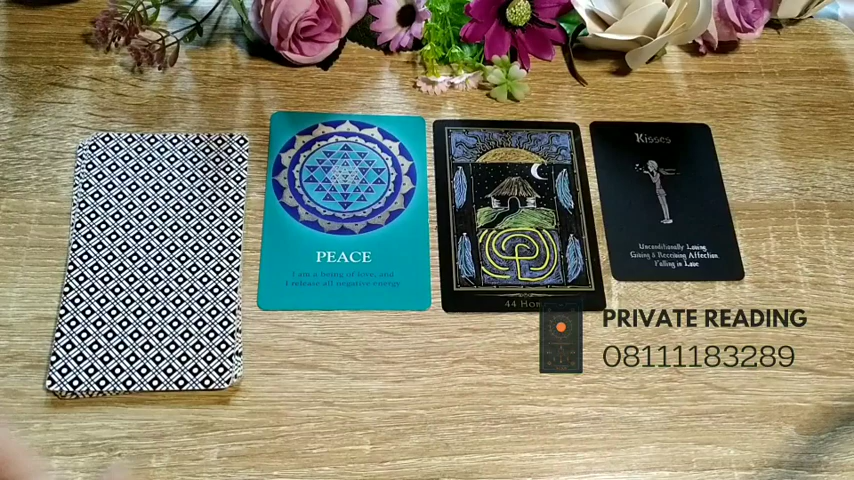 PEACE
I am a being of love, and
I release all negative energy
44 Hom
Kisses
Unconditionally Loving
Giving & Receiving Affection
Falling in Love
PRIVATE READING
08111183289